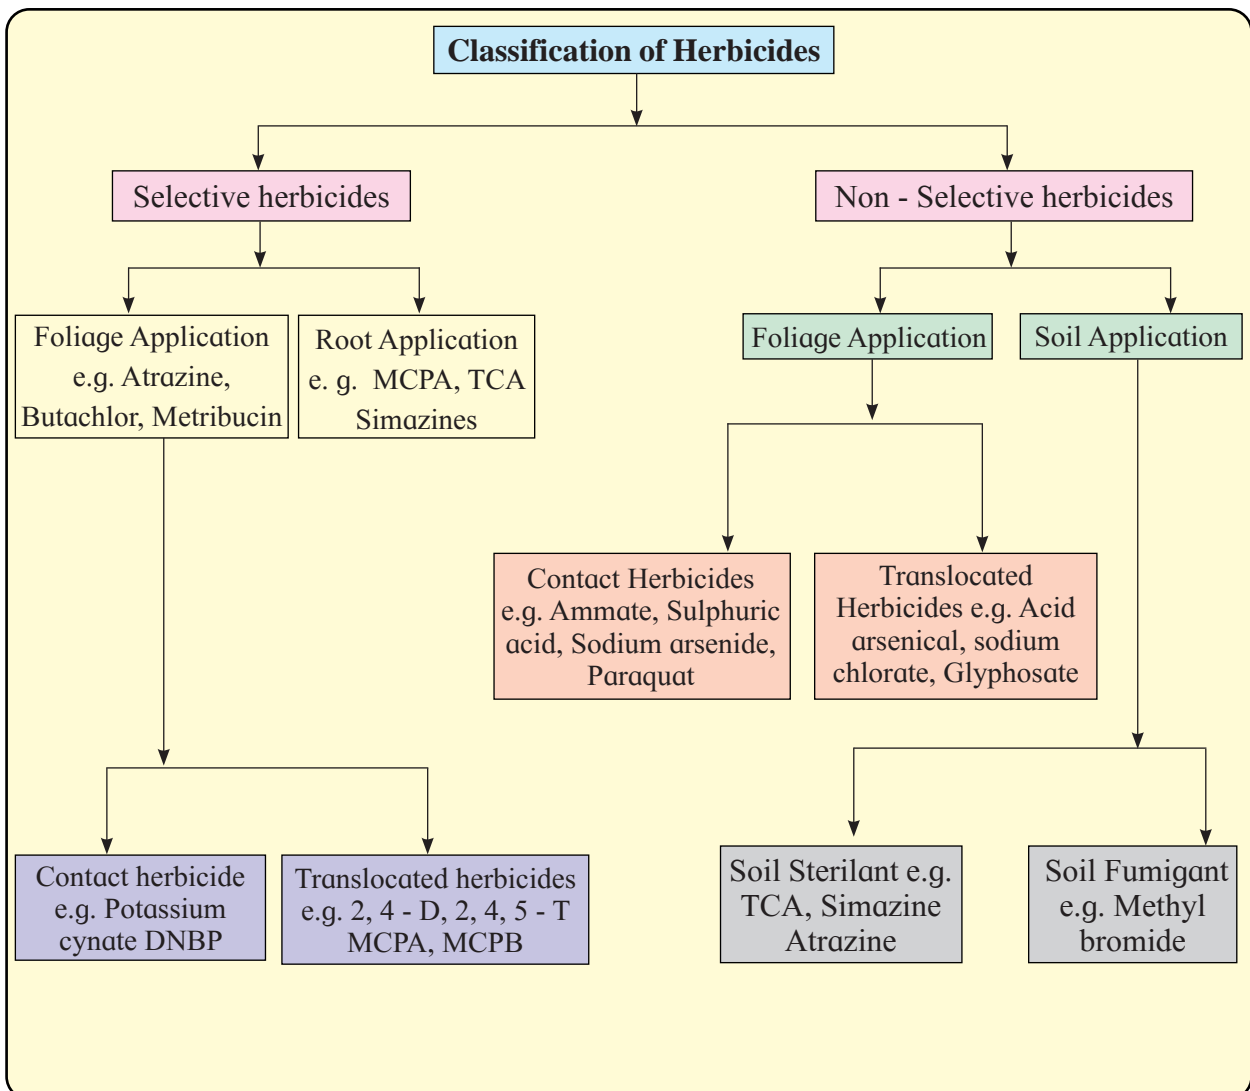 Classification of Herbicides
Selective herbicides
Non - Selective herbicides
Foliage Application
e.g. Atrazine,
Butachlor, Metribucin
Root Application
e. g. MCPA, TCA
Simazines
Foliage Application
Soil Application
Contact Herbicides
e.g. Ammate, Sulphuric
acid, Sodium arsenide,
Paraquat
Translocated
Herbicides e.g. Acid
arsenical, sodium
chlorate, Glyphosate
Contact herbicide
e.g. Potassium
cynate DNBP
Translocated herbicides
e.g. 2, 4 - D, 2, 4, 5 - T
MCPA, MCPB
Soil Sterilant e.g.
TCA, Simazine
Atrazine
Soil Fumigant
e.g. Methyl
bromide